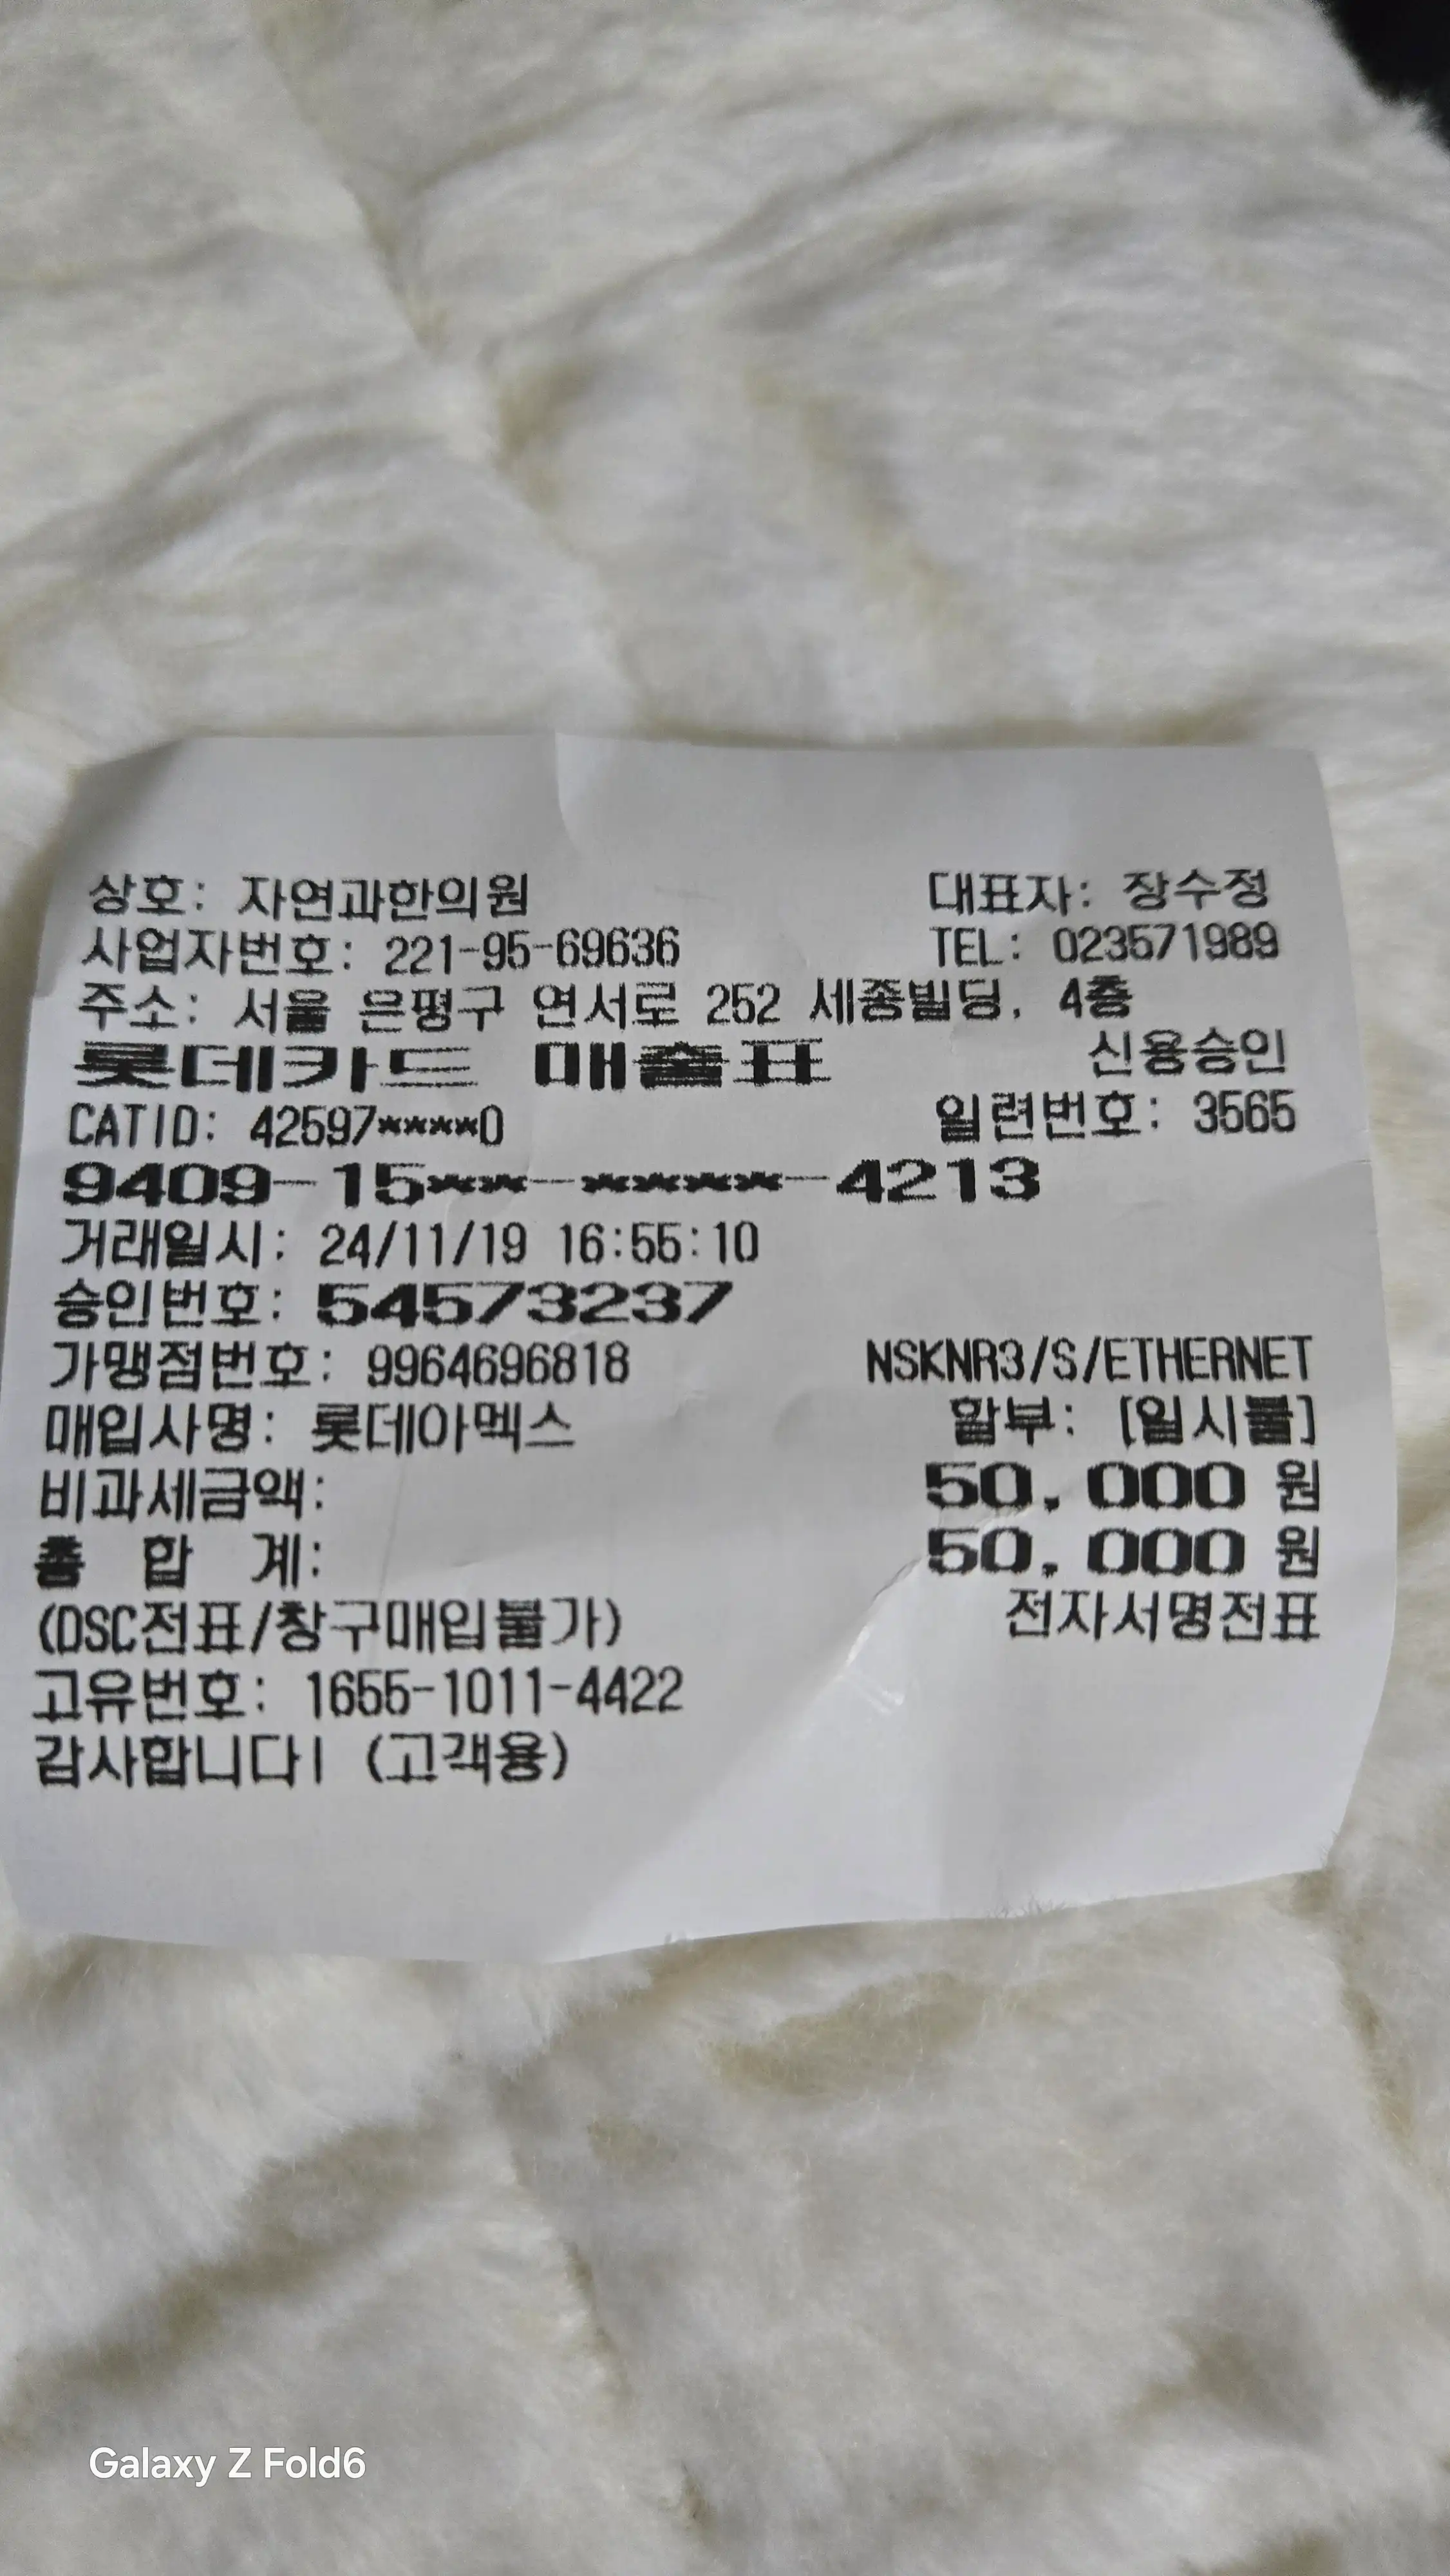 상호: 자연과한의원 대표자: 장수정
사업자번호: 221-95-69636 TEL: 023571989
주소: 서울 은평구 연서로 252 세종빌딩, 4층
롯데카드 매출표 신용승인
CATID: 42597****0 일련번호: 3565
9409-15**-****-4213
거래일시: 24/11/19 16:55:10
승인번호: 54573237
가맹점번호: 9964696818 NSKNR3/S/ETHERNET
매입사명: 롯데아멕스 할부: [일시불]
비과세금액: 50,000 원
총 합 계: 50,000 원
(DSC전표/창구매입불가) 전자서명전표
고유번호: 1655-1011-4422
감사합니다! (고객용)
Galaxy Z Fold6